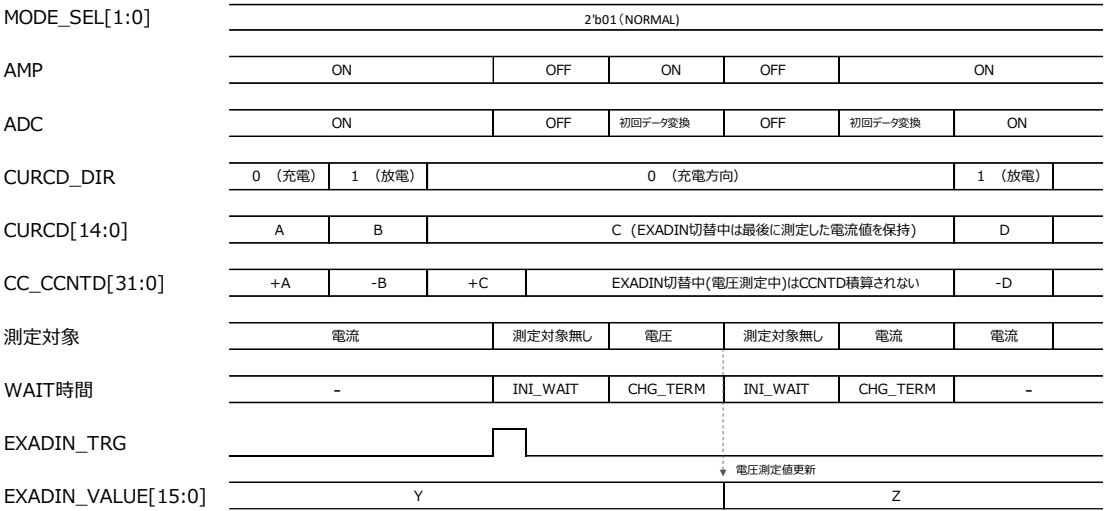 MODE_SEL[1:0] 2'b01（NORMAL)
AMP ON OFF ON OFF ON
ADC ON OFF 初回データ変換 OFF 初回データ変換 ON
CURCD_DIR 0 （充電） 1 （放電） 0 （充電方向） 1 （放電）
CURCD[14:0] A B C (EXADIN切替中は最後に測定した電流値を保持) D
CC_CCNTD[31:0] +A -B +C EXADIN切替中(電圧測定中)はCCNTD積算されない -D
測定対象 電流 測定対象無し 電圧 測定対象無し 電流 電流
WAIT時間 - INI_WAIT CHG_TERM INI_WAIT CHG_TERM -
EXADIN_TRG
電圧測定値更新
EXADIN_VALUE[15:0] Y Z